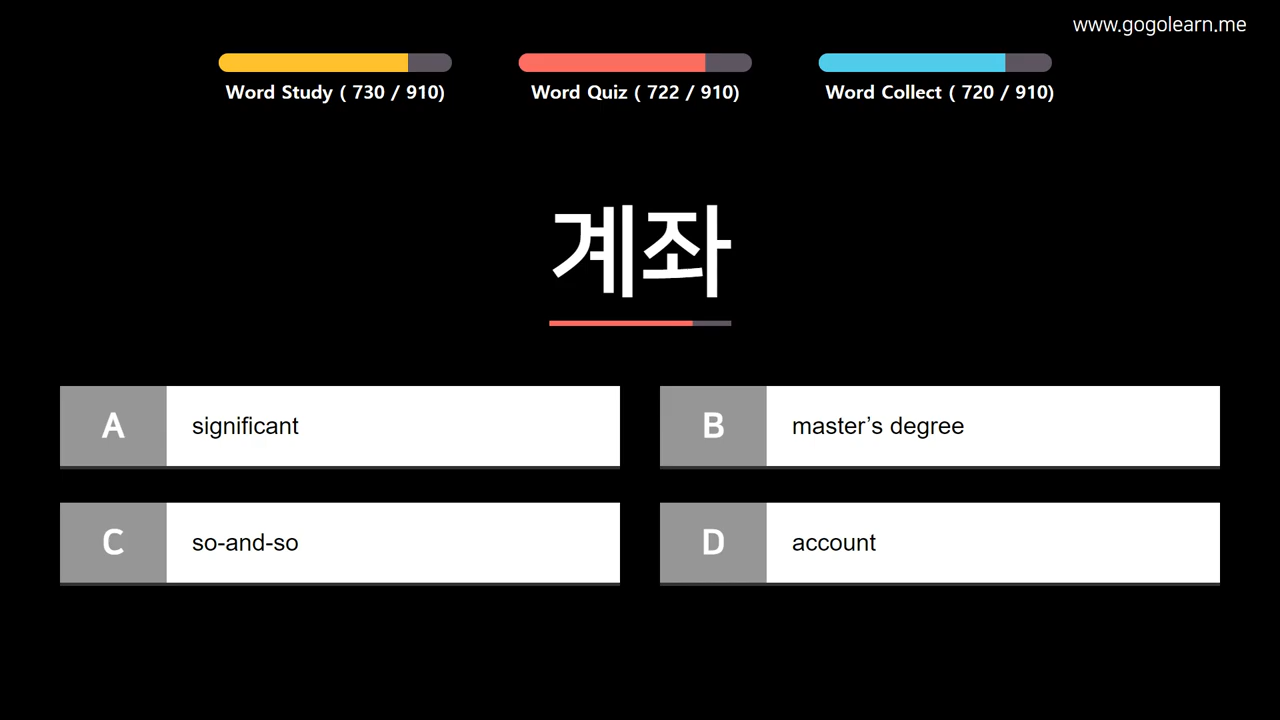 www.gogolearn.me
Word Study ( 730 / 910)
Word Quiz ( 722 / 910)
Word Collect ( 720 / 910)
계좌
A significant
B master’s degree
C so-and-so
D account